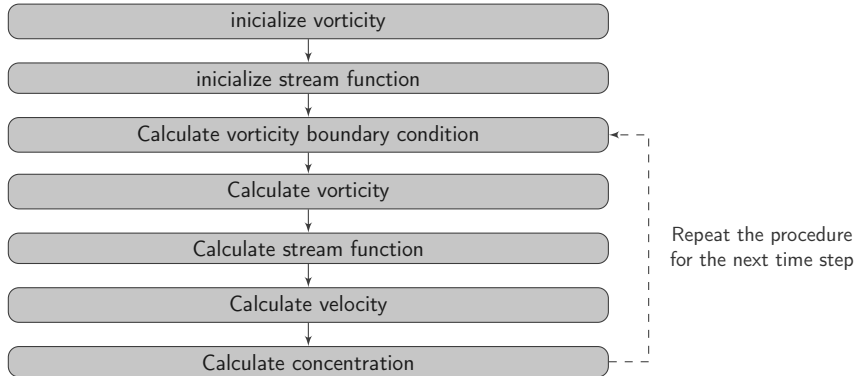 inicialize vorticity
inicialize stream function
Calculate vorticity boundary condition
Calculate vorticity
Calculate stream function
Calculate velocity
Calculate concentration
Repeat the procedure
for the next time step